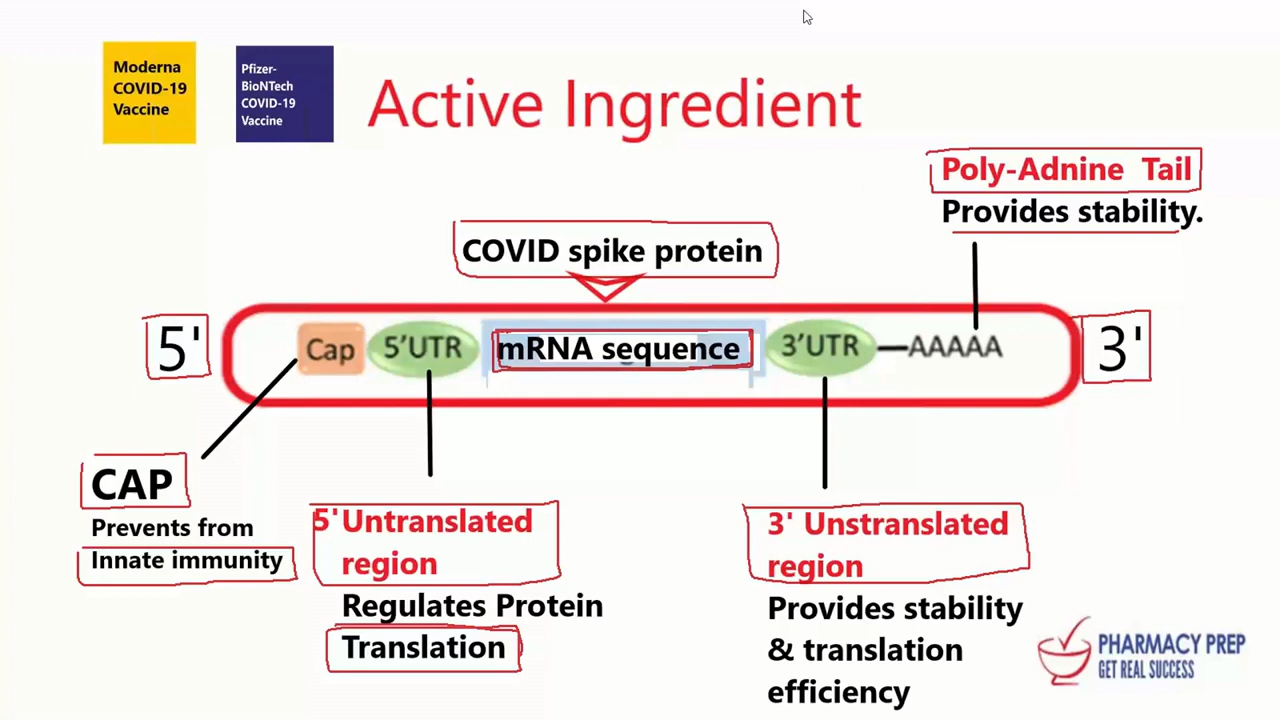 Moderna
COVID-19
Vaccine
Pfizer-
BioNTech
COVID-19
Vaccine
Active Ingredient
Poly-Adnine Tail
Provides stability.
COVID spike protein
5'
Cap
5'UTR
mRNA sequence
3'UTR
AAAAA
3'
CAP
Prevents from
Innate immunity
5'Untranslated
region
Regulates Protein
Translation
3' Unstranslated
region
Provides stability
& translation
efficiency
PHARMACY PREP
GET REAL SUCCESS